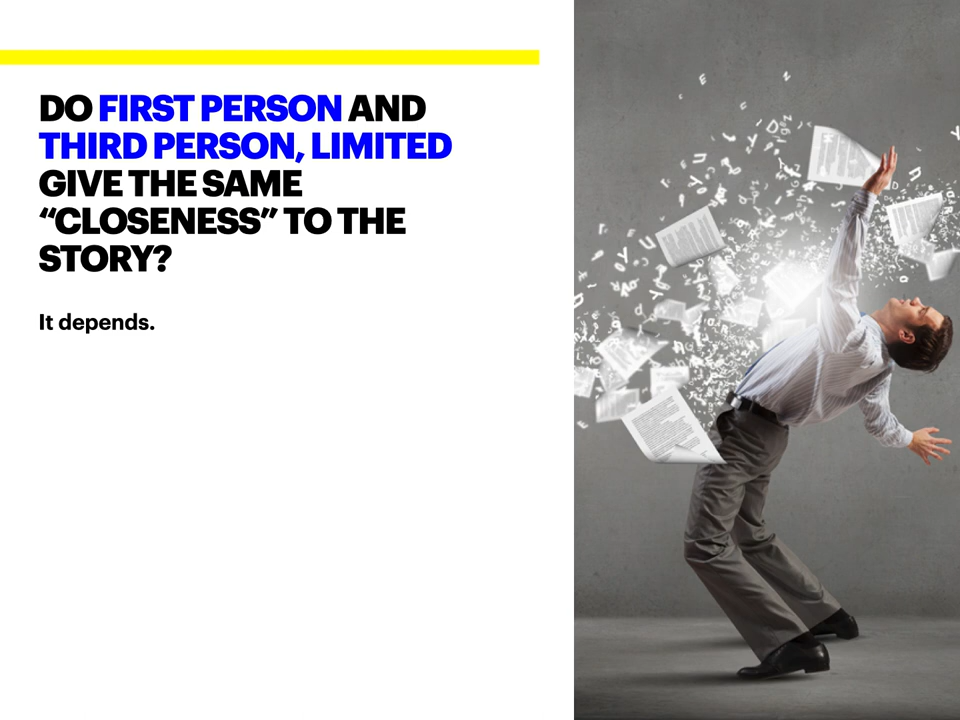 DO FIRST PERSON AND
THIRD PERSON, LIMITED
GIVE THE SAME
“CLOSENESS” TO THE
STORY?
It depends.